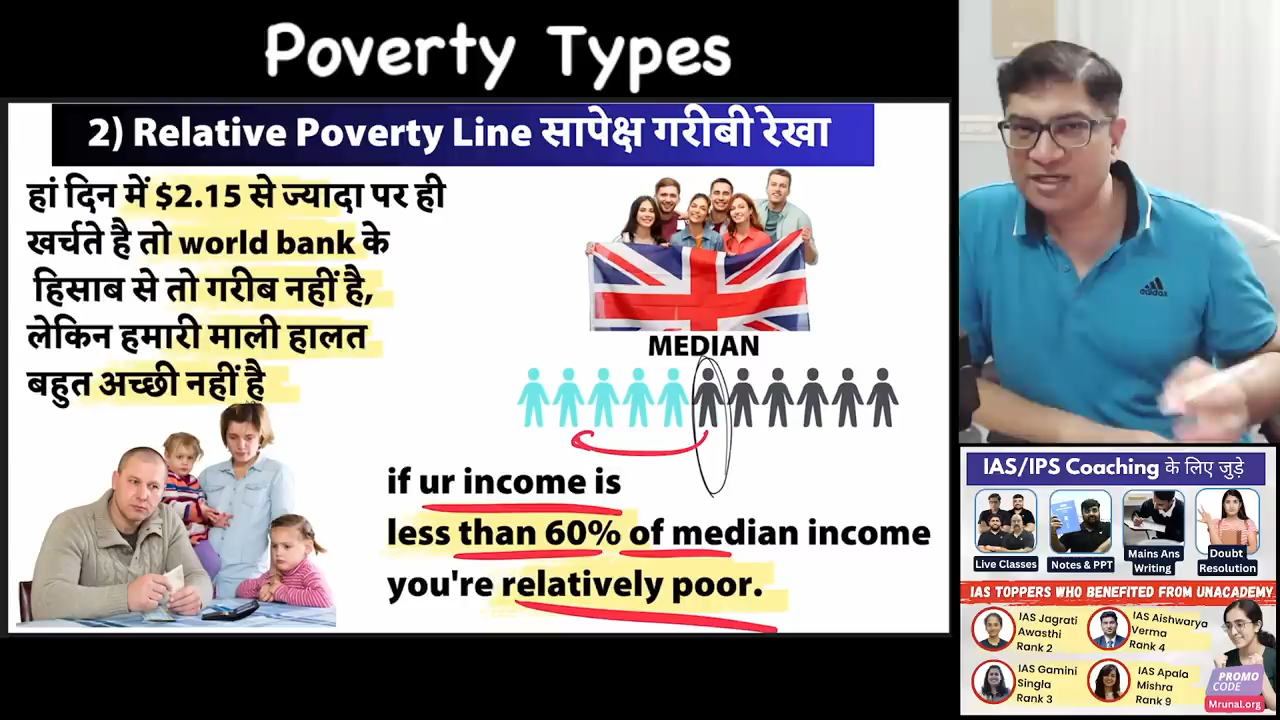 Poverty Types
2) Relative Poverty Line सापेक्ष गरीबी रेखा
हां दिन में $2.15 से ज्यादा पर ही
खर्चते है तो world bank के
हिसाब से तो गरीब नहीं है,
लेकिन हमारी माली हालत
बहुत अच्छी नहीं है
MEDIAN
if ur income is
less than 60% of median income
you're relatively poor.
adidas
IAS/IPS Coaching के लिए जुड़े
Live Classes
Notes & PPT
Mains Ans
Writing
Doubt
Resolution
IAS TOPPERS WHO BENEFITED FROM UNACADEMY
IAS Jagrati
Awasthi
Rank 2
IAS Aishwarya
Verma
Rank 4
IAS Gamini
Singla
Rank 3
IAS Apala
Mishra
Rank 9
PROMO
CODE
Mrunal.org